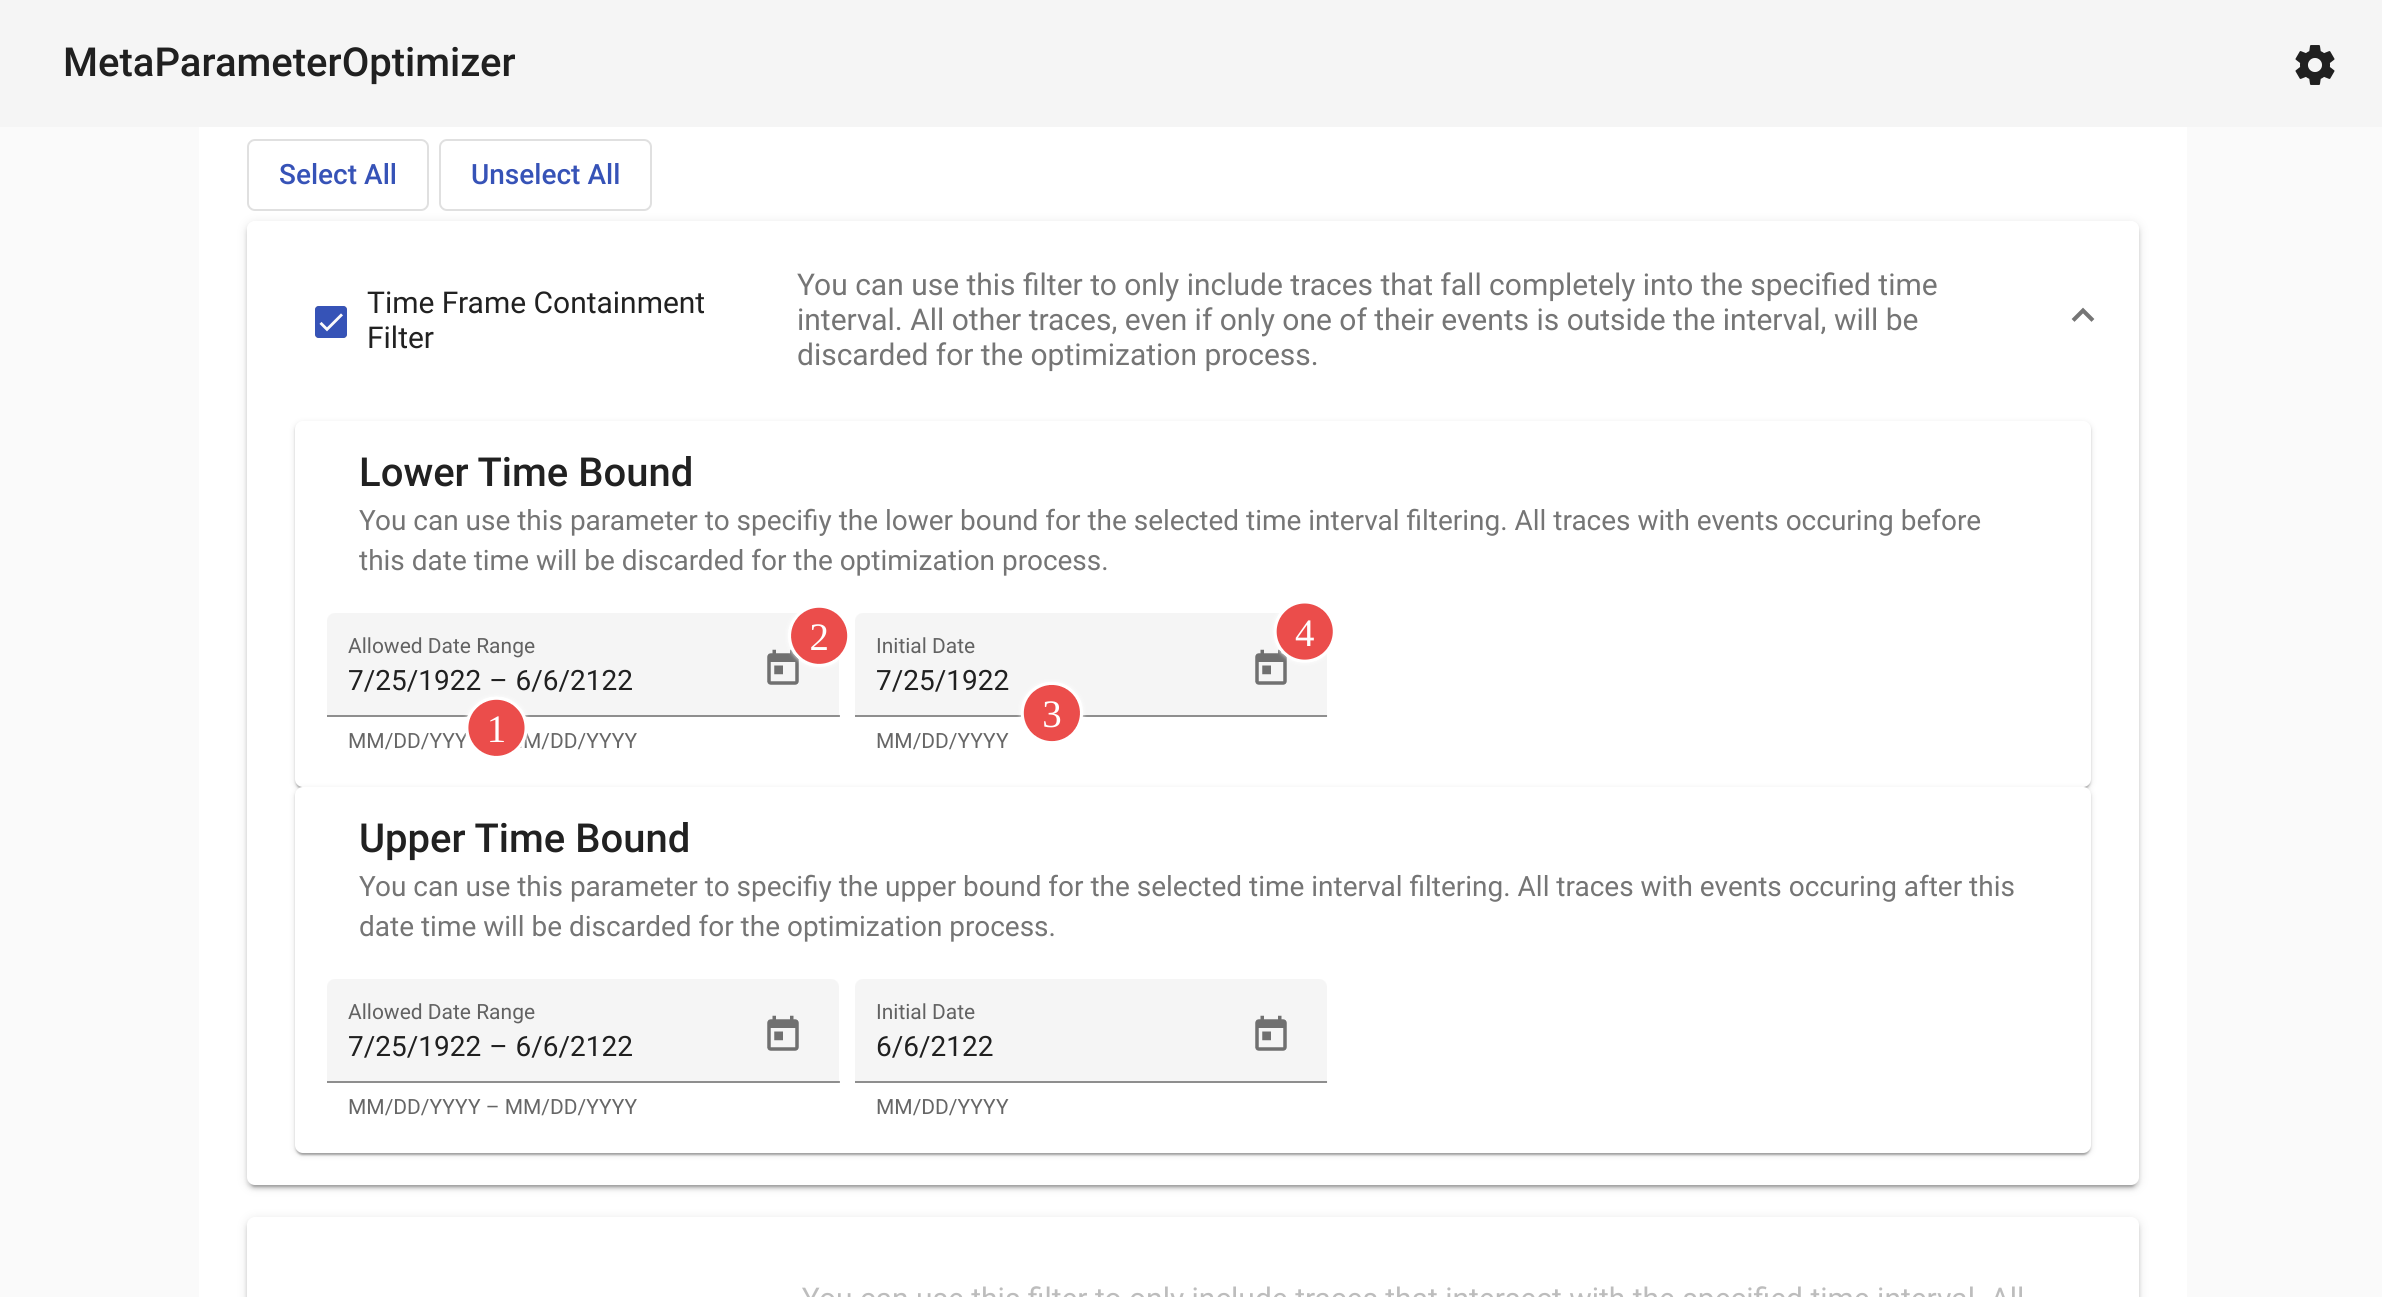 MetaParameterOptimizer
Select All
Unselect All
Time Frame Containment
Filter
You can use this filter to only include traces that fall completely into the specified time
interval. All other traces, even if only one of their events is outside the interval, will be
discarded for the optimization process.
Lower Time Bound
You can use this parameter to specifiy the lower bound for the selected time interval filtering. All traces with events occuring before
this date time will be discarded for the optimization process.
Allowed Date Range
7/25/1922 – 6/6/2122
2
Initial Date
7/25/1922
4
MM/DD/YYY
1
M/DD/YYYY
3
MM/DD/YYYY
Upper Time Bound
You can use this parameter to specifiy the upper bound for the selected time interval filtering. All traces with events occuring after this
date time will be discarded for the optimization process.
Allowed Date Range
7/25/1922 – 6/6/2122
Initial Date
6/6/2122
MM/DD/YYYY – MM/DD/YYYY
MM/DD/YYYY
You can use this filter to only include traces that intersect with the specified time interval. All